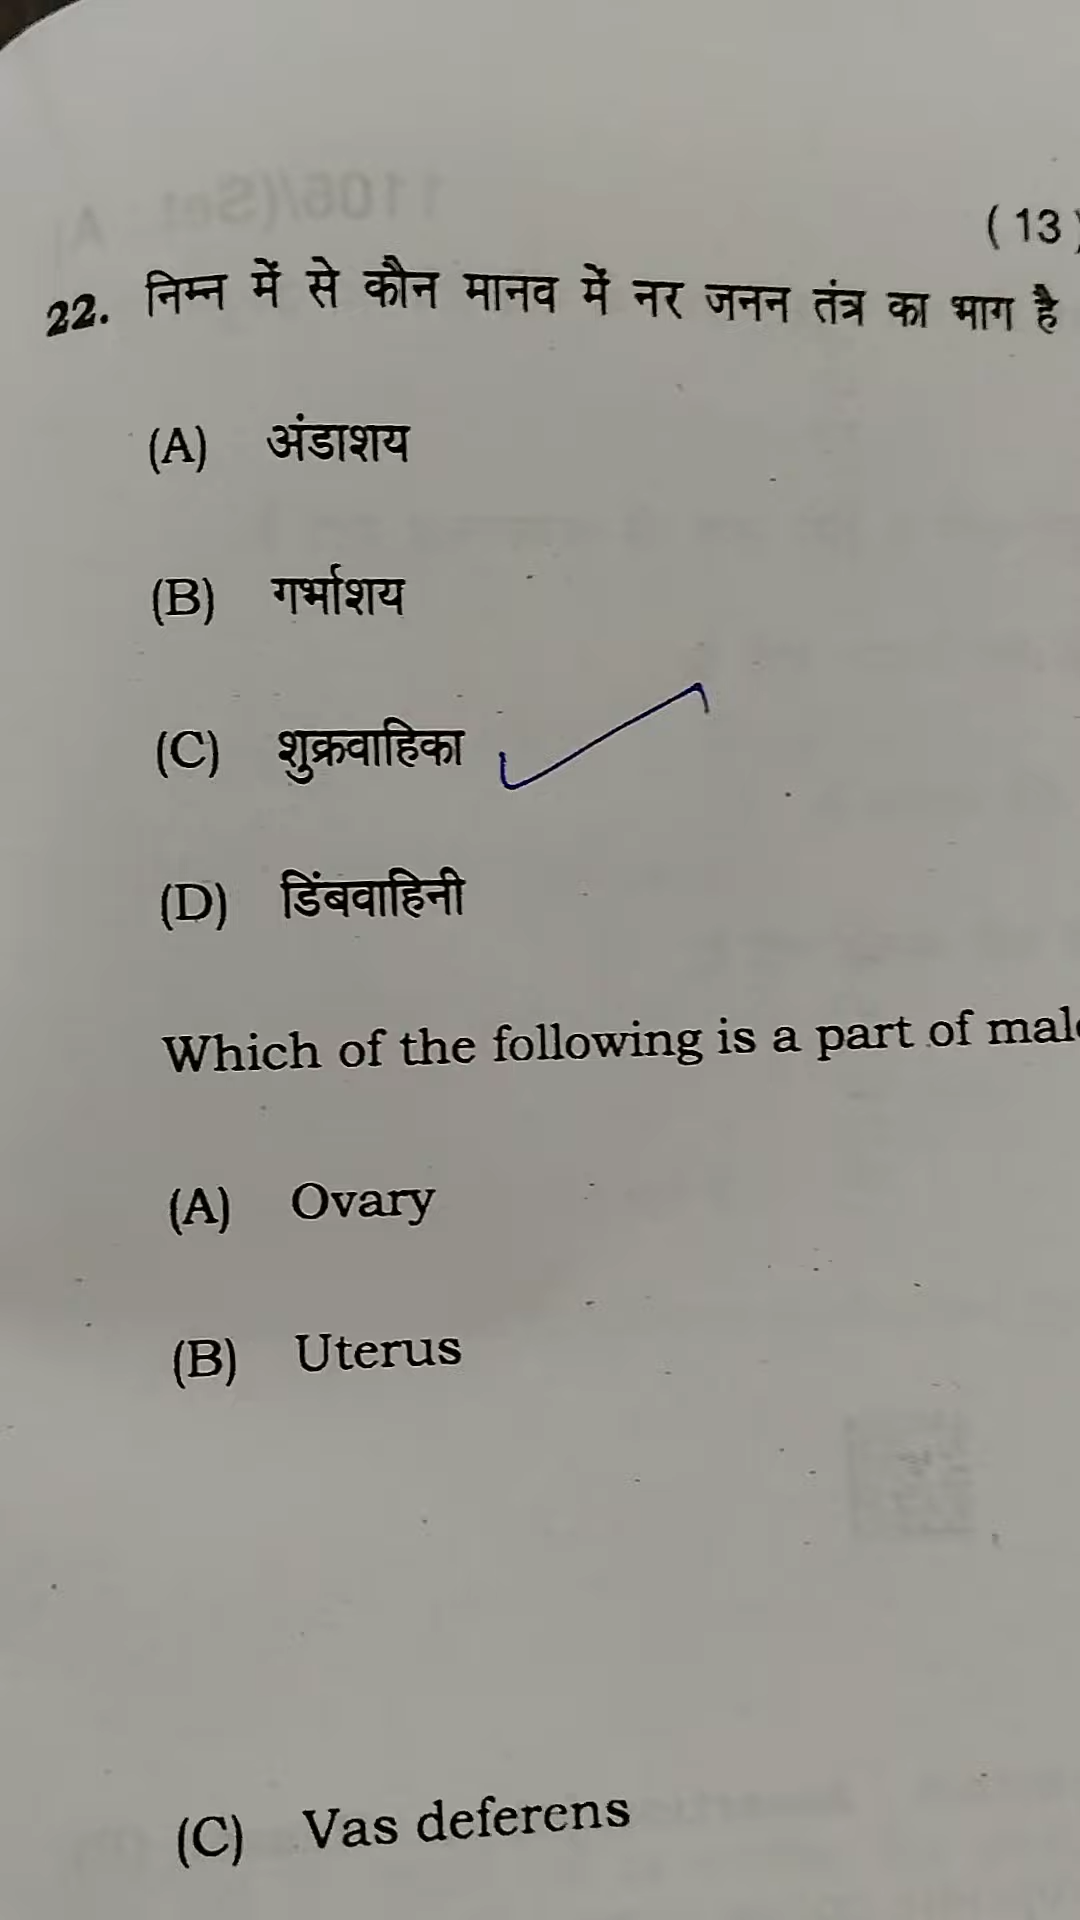 (13)
22. निम्न में से कौन मानव में नर जनन तंत्र का भाग है
(A) अंडाशय
(B) गर्भाशय
(C) शुक्रवाहिका
(D) डिंबवाहिनी
Which of the following is a part of
(A) Ovary
(B) Uterus
(C) Vas deferens